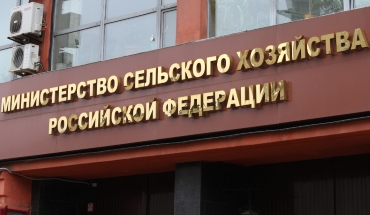 МИНИСТЕРСТВО СЕЛЬСКОГО ХОЗЯЙСТВА
РОССИЙСКОЙ ФЕДЕРАЦИИ